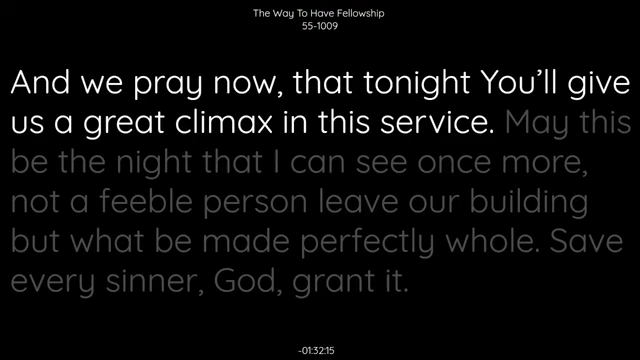 The Way To Have Fellowship
55-1009
And we pray now, that tonight You’ll give
us a great climax in this service. May this
be the night that I can see once more,
not a feeble person leave our building
but what be made perfectly whole. Save
every sinner, God, grant it.
-01:32:15